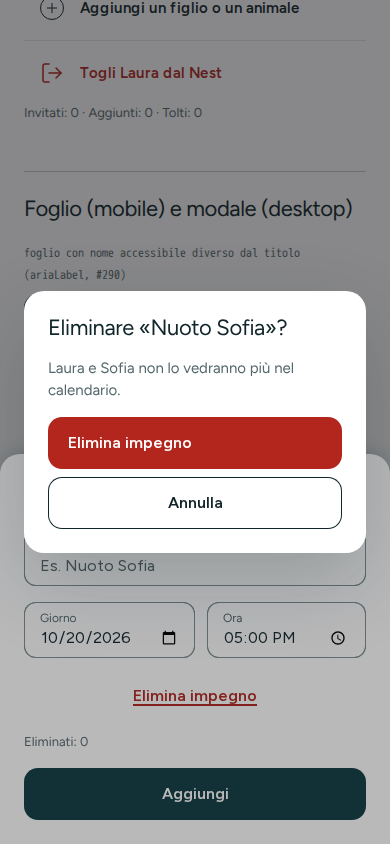 Aggiungi un figlio o un animale
Togli Laura dal Nest
Invitati: 0 · Aggiunti: 0 · Tolti: 0
Foglio (mobile) e modale (desktop)
foglio con nome accessibile diverso dal titolo
(ariaLabel, #290)
Eliminare «Nuoto Sofia»?
Laura e Sofia non lo vedranno più nel
calendario.
Elimina impegno
Annulla
Es. Nuoto Sofia
Giorno
10/20/2026
Ora
05:00 PM
Elimina impegno
Eliminati: 0
Aggiungi